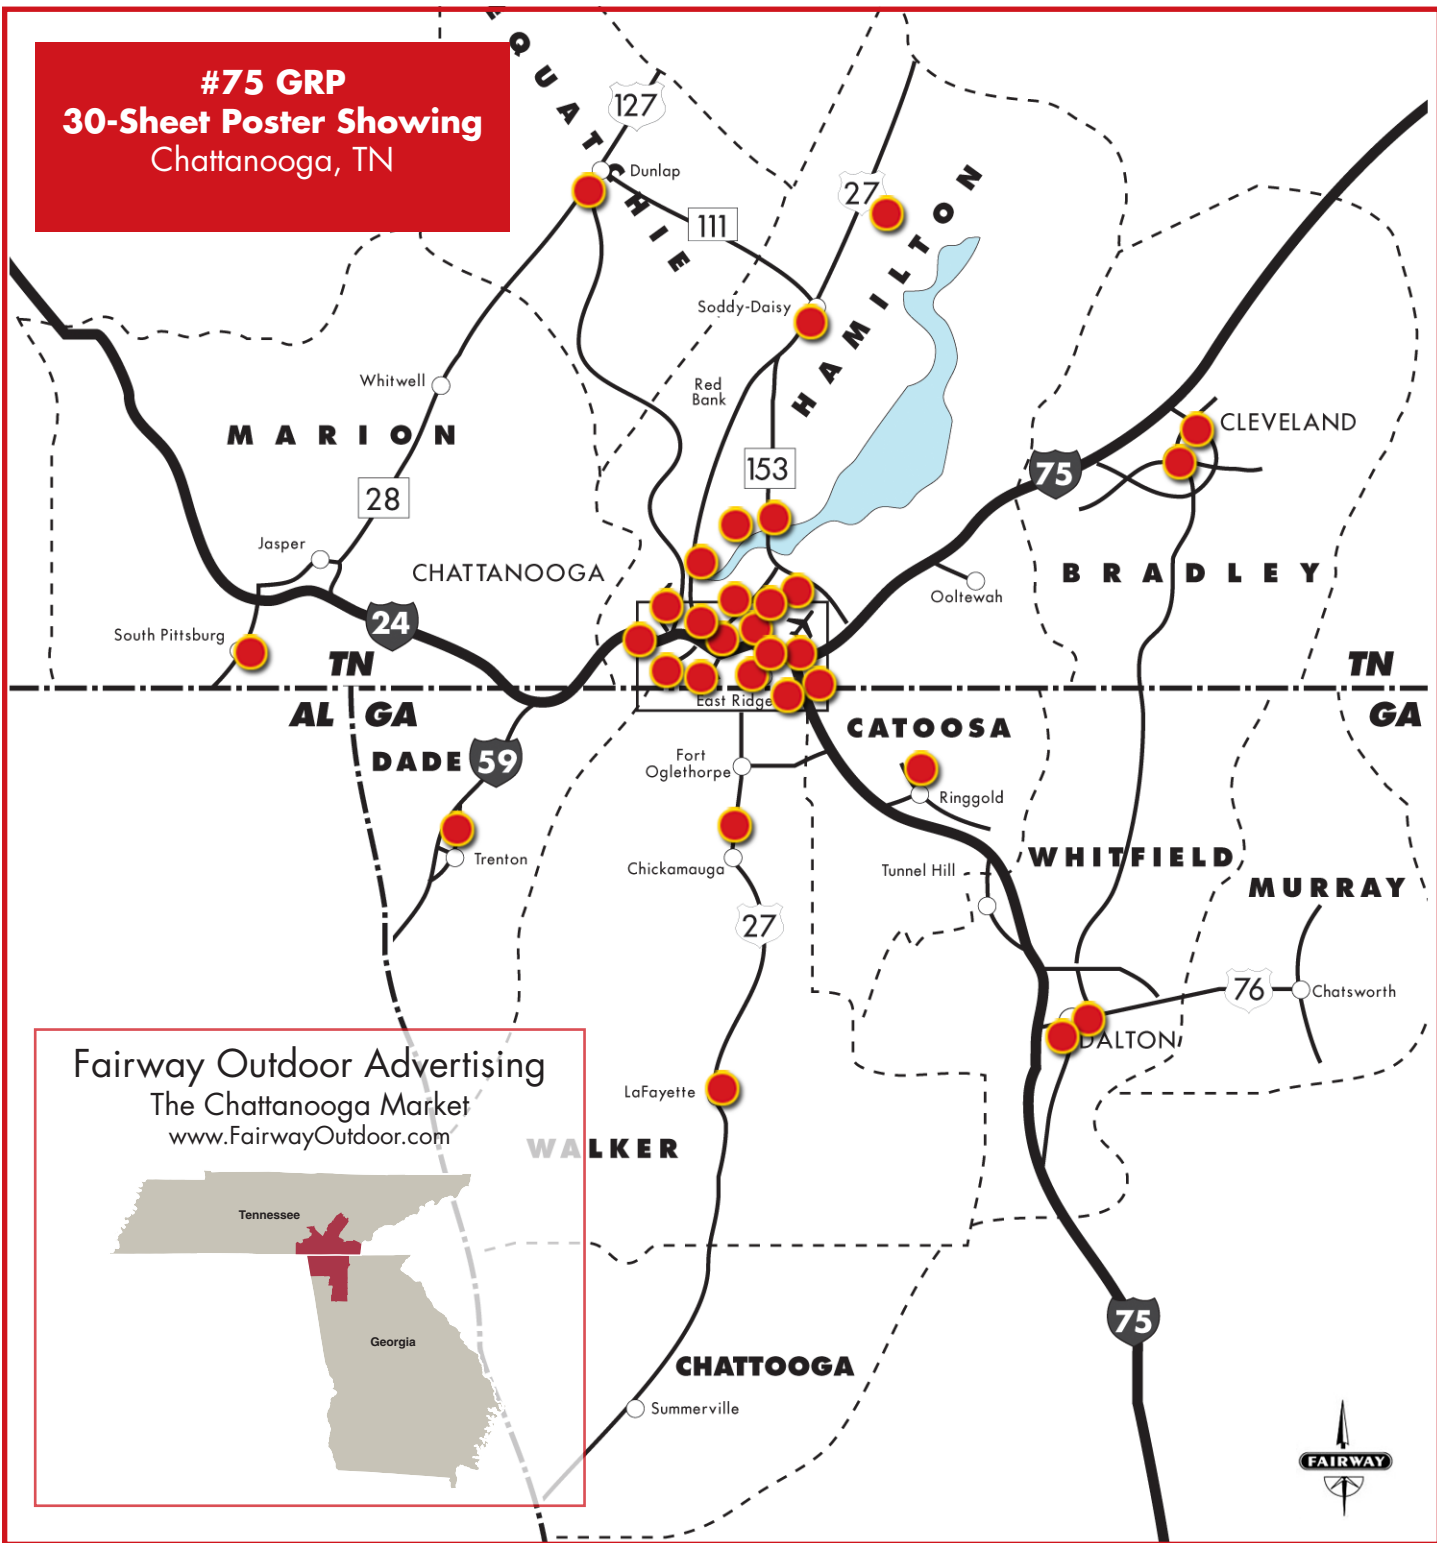 #75 GRP
30-Sheet Poster Showing
Chattanooga, TN
QUATCHIE
127
Dunlap
111
27
HAMILTON
Soddy-Daisy
Red
Bank
Whitwell
MARION
28
153
75
CLEVELAND
Jasper
CHATTANOOGA
BRADLEY
Ooltewah
24
South Pittsburg
TN
TN
AL
GA
GA
East Ridge
DADE
59
CATOOSA
Fort
Oglethorpe
Ringgold
Trenton
Chickamauga
Tunnel Hill
WHITFIELD
MURRAY
27
76
Chatsworth
DALTON
LaFayette
WALKER
Fairway Outdoor Advertising
The Chattanooga Market
www.FairwayOutdoor.com
Tennessee
Georgia
75
CHATTOOGA
Summerville
FAIRWAY